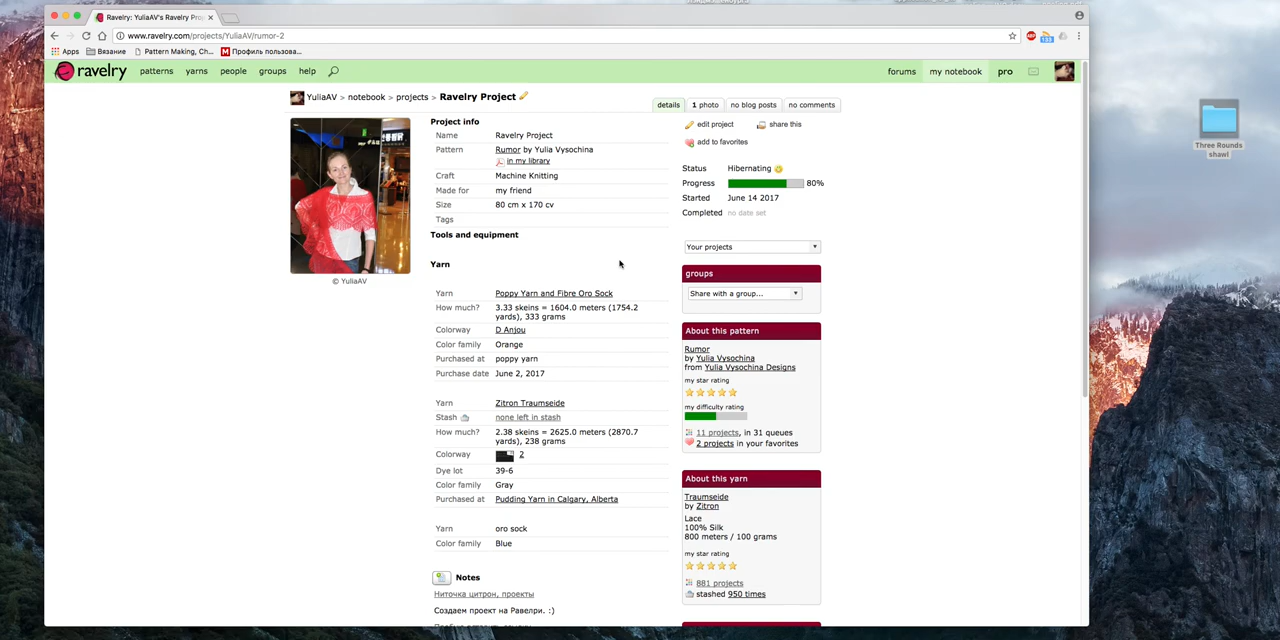 Ravelry: YuliaAV's Ravelry Pro
www.ravelry.com/projects/YuliaAV/rumor-2
Apps Вязание Pattern Making, Ch... Профиль пользова...
ravelry patterns yarns people groups help forums my notebook pro
YuliaAV > notebook > projects > Ravelry Project
details 1 photo no blog posts no comments
Project info
Name Ravelry Project
Pattern Rumor by Yulia Vysochina
in my library
Craft Machine Knitting
Made for my friend
Size 80 cm x 170 cv
Tags
Tools and equipment
Yarn
Yarn Poppy Yarn and Fibre Oro Sock
How much? 3.33 skeins = 1604.0 meters (1754.2
yards), 333 grams
Colorway D Anjou
Color family Orange
Purchased at poppy yarn
Purchase date June 2, 2017
Yarn Zitron Traumseide
Stash none left in stash
How much? 2.38 skeins = 2625.0 meters (2870.7
yards), 238 grams
Colorway 2
Dye lot 39-6
Color family Gray
Purchased at Pudding Yarn in Calgary, Alberta
Yarn oro sock
Color family Blue
Notes
Ниточка цитрон, проекты
Создаем проект на Равелри. :)
© YuliaAV
edit project share this
add to favorites
Status Hibernating
Progress 80%
Started June 14 2017
Completed no date set
Your projects
groups
Share with a group...
About this pattern
Rumor
by Yulia Vysochina
from Yulia Vysochina Designs
my star rating
my difficulty rating
11 projects, in 31 queues
2 projects in your favorites
About this yarn
Traumseide
by Zitron
Lace
100% Silk
800 meters / 100 grams
my star rating
881 projects
stashed 950 times
Three Rounds
shawl